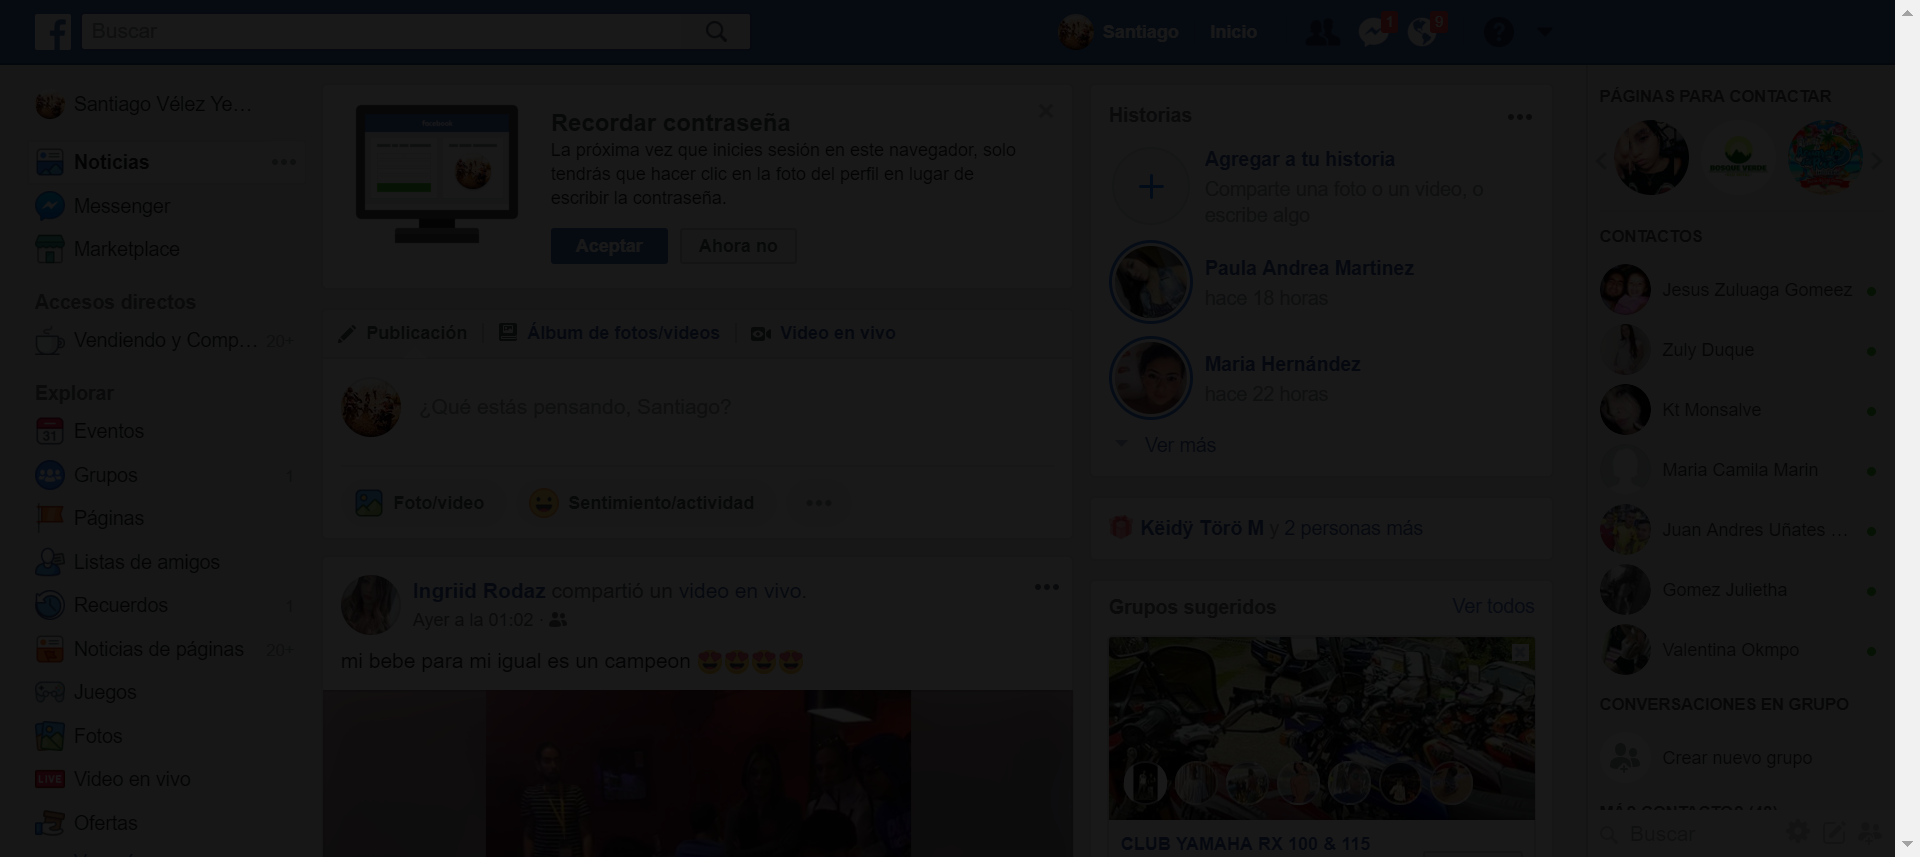 Buscar
Santiago
Inicio
1
9
Santiago Vélez Ye...
Noticias
Messenger
Marketplace
Accesos directos
Vendiendo y Comp... 20+
Explorar
31
Eventos
Grupos 1
Páginas
Listas de amigos
Recuerdos 1
Noticias de páginas 20+
Juegos
Fotos
LIVE
Video en vivo
Ofertas
facebook
Recordar contraseña
La próxima vez que inicies sesión en este navegador, solo
tendrás que hacer clic en la foto del perfil en lugar de
escribir la contraseña.
Aceptar
Ahora no
Publicación
Álbum de fotos/videos
Video en vivo
¿Qué estás pensando, Santiago?
Foto/video
Sentimiento/actividad
Ingriid Rodaz compartió un video en vivo.
Ayer a la 01:02 ·
mi bebe para mi igual es un campeon 😍😍😍😍
Historias
Agregar a tu historia
Comparte una foto o un video, o
escribe algo
Paula Andrea Martinez
hace 18 horas
Maria Hernández
hace 22 horas
Ver más
Këidÿ Törö M y 2 personas más
Grupos sugeridos
Ver todos
CLUB YAMAHA RX 100 & 115
PÁGINAS PARA CONTACTAR
CONTACTOS
Jesus Zuluaga Gomeez
Zuly Duque
Kt Monsalve
Maria Camila Marin
Juan Andres Uñates ...
Gomez Julietha
Valentina Okmpo
CONVERSACIONES EN GRUPO
Crear nuevo grupo
Buscar